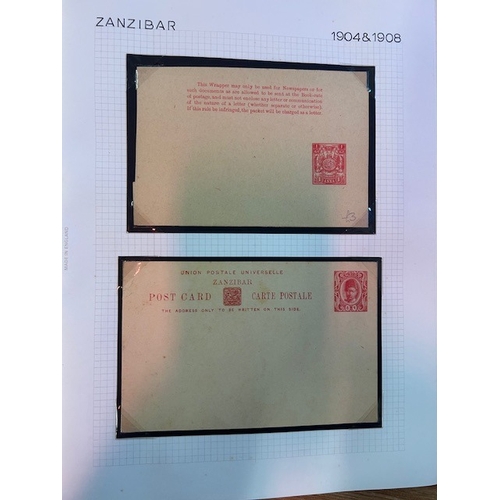 ZANZIBAR
1904&1908
This Wrapper may only be used for Newspapers or for
such documents as are allowed to be sent at the Book-rate
of postage, and must not enclose any letter or communication
of the nature of a letter (whether separate or otherwise).
If this rule be infringed, the packet will be charged as a letter.
UNION POSTALE UNIVERSELLE
ZANZIBAR
POST CARD
CARTE POSTALE
THE ADDRESS ONLY TO BE WRITTEN ON THIS SIDE.
MADE IN ENGLAND